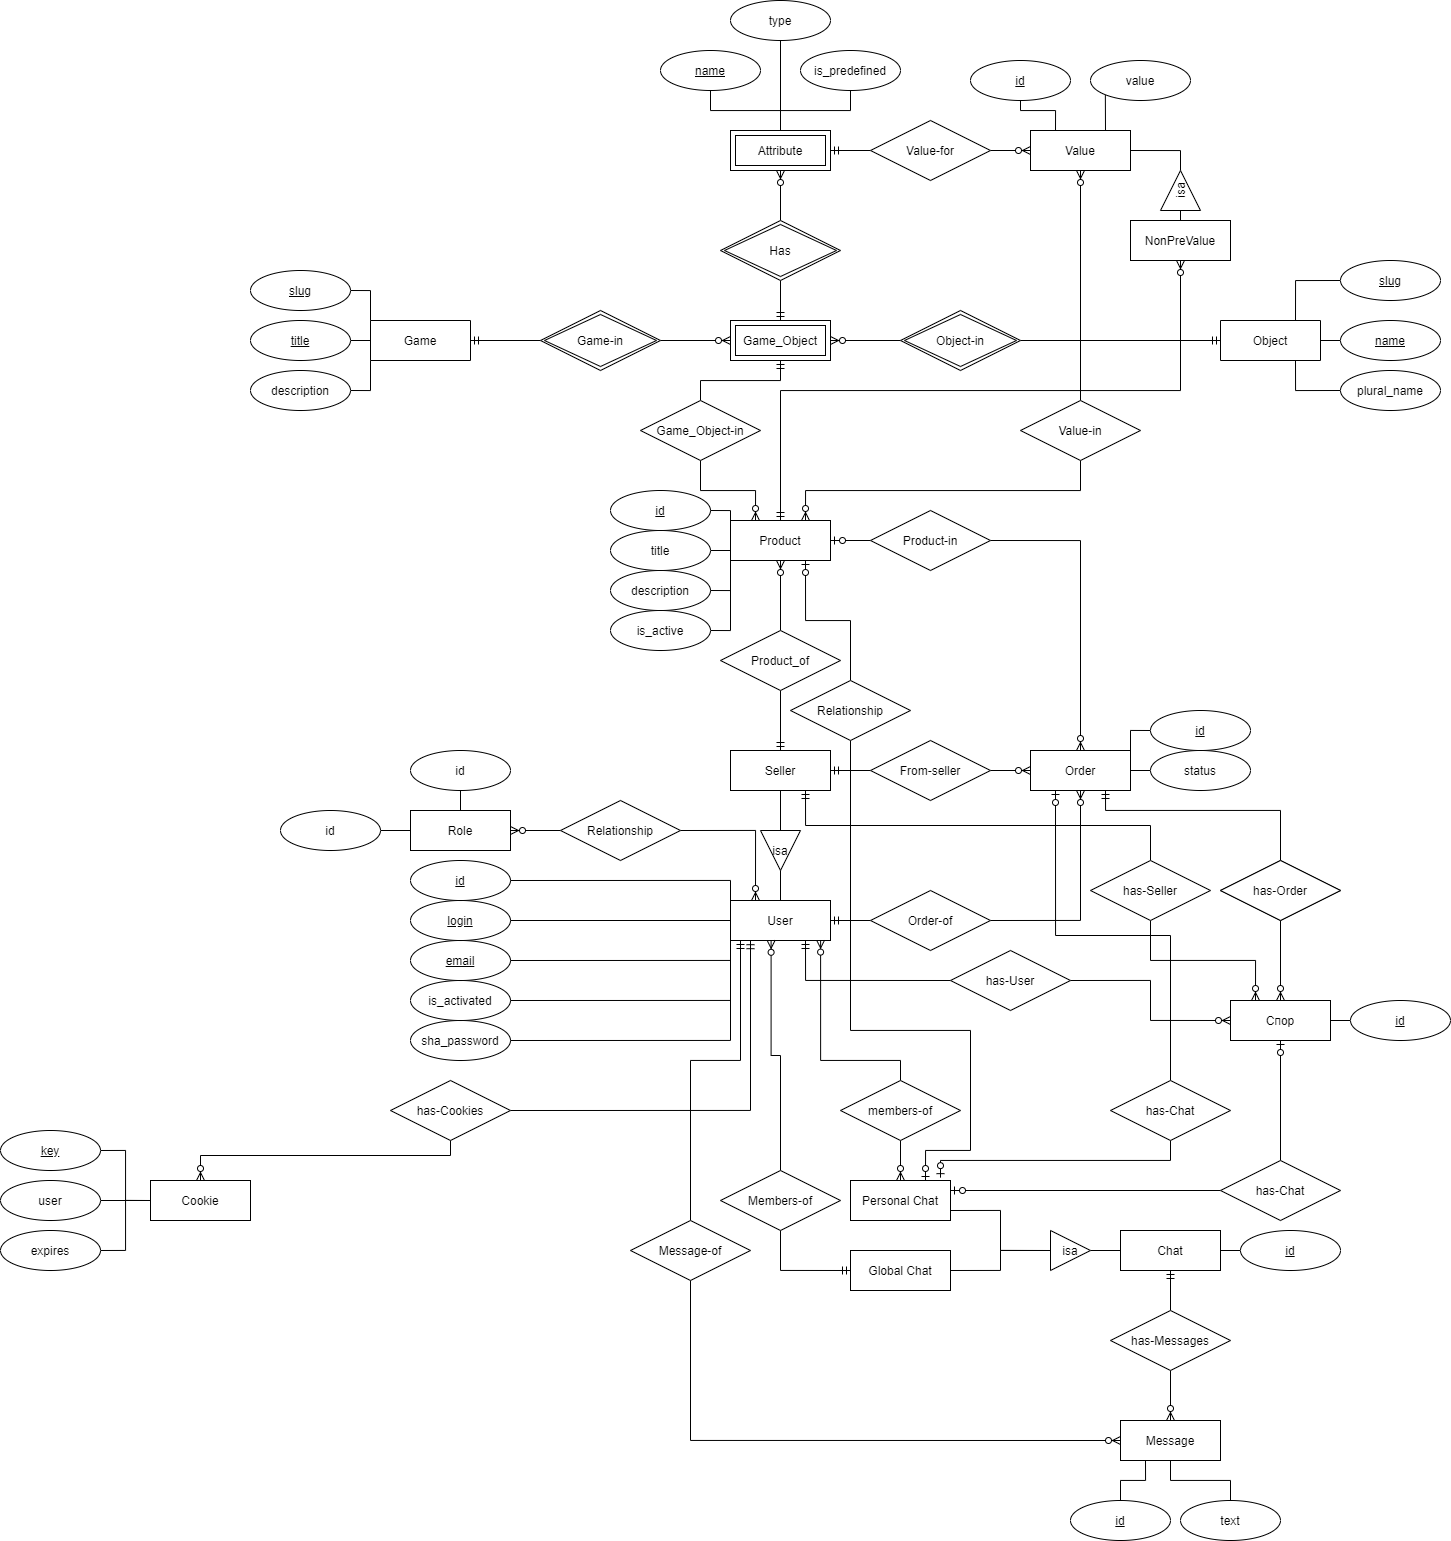 type
name
is_predefined
id
value
Attribute
Value-for
Value
isa
NonPreValue
Has
slug
slug
title
Game
Game-in
Game_Object
Object-in
Object
name
description
plural_name
Game_Object-in
Value-in
id
title
Product
Product-in
description
is_active
Product_of
Relationship
id
id
Seller
From-seller
Order
status
id
Role
Relationship
isa
id
has-Seller
has-Order
login
User
Order-of
email
has-User
is_activated
Спор
id
sha_password
has-Cookies
members-of
has-Chat
key
user
Cookie
Members-of
Personal Chat
has-Chat
expires
Message-of
Global Chat
isa
Chat
id
has-Messages
Message
id
text